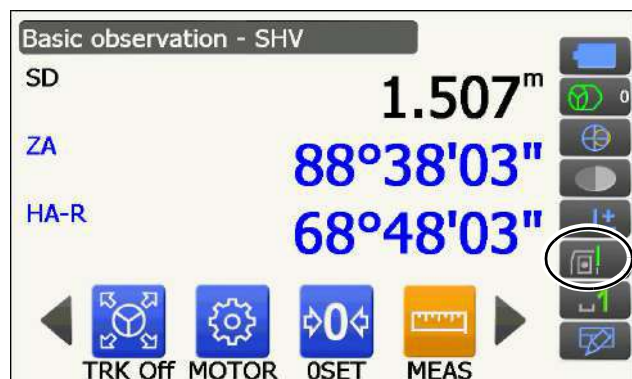 Basic observation - SHV
SD
1.507m
0
ZA
88°38'03"
HA-R
68°48'03"
1
0
TRK Off MOTOR 0SET MEAS